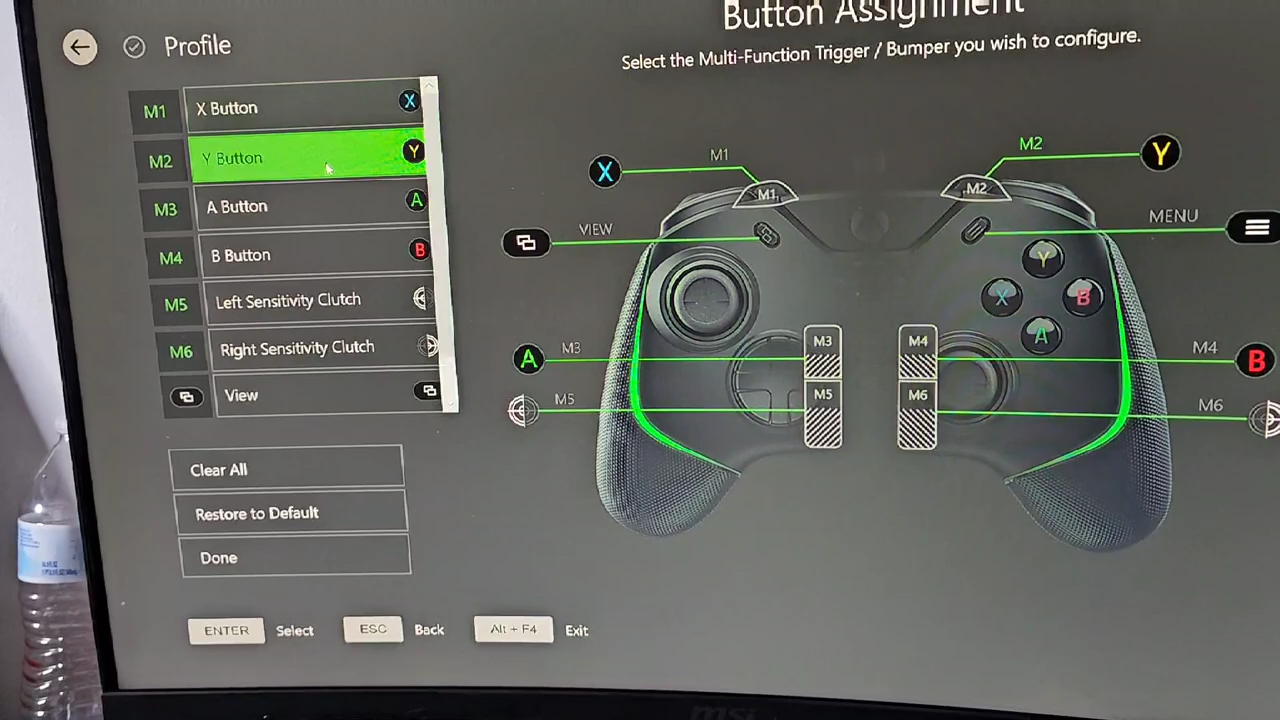 Profile
Button Assignment
Select the Multi-Function Trigger / Bumper you wish to configure.
M1 X Button X
M2 Y Button Y
M3 A Button A
M4 B Button B
M5 Left Sensitivity Clutch
M6 Right Sensitivity Clutch
View
Clear All
Restore to Default
Done
ENTER Select ESC Back Alt + F4 Exit
X M1 M1 M2 M2 Y
VIEW MENU
Y
X B
A
A M3 M3 M4 M4 B
M5 M5 M6 M6
msi